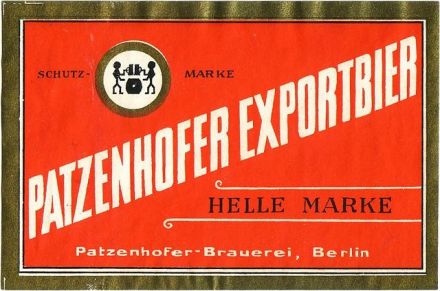 SCHUTZ- MARKE
PATZENHOFER EXPORTBIER
HELLE MARKE
Patzenhofer-Brauerei, Berlin